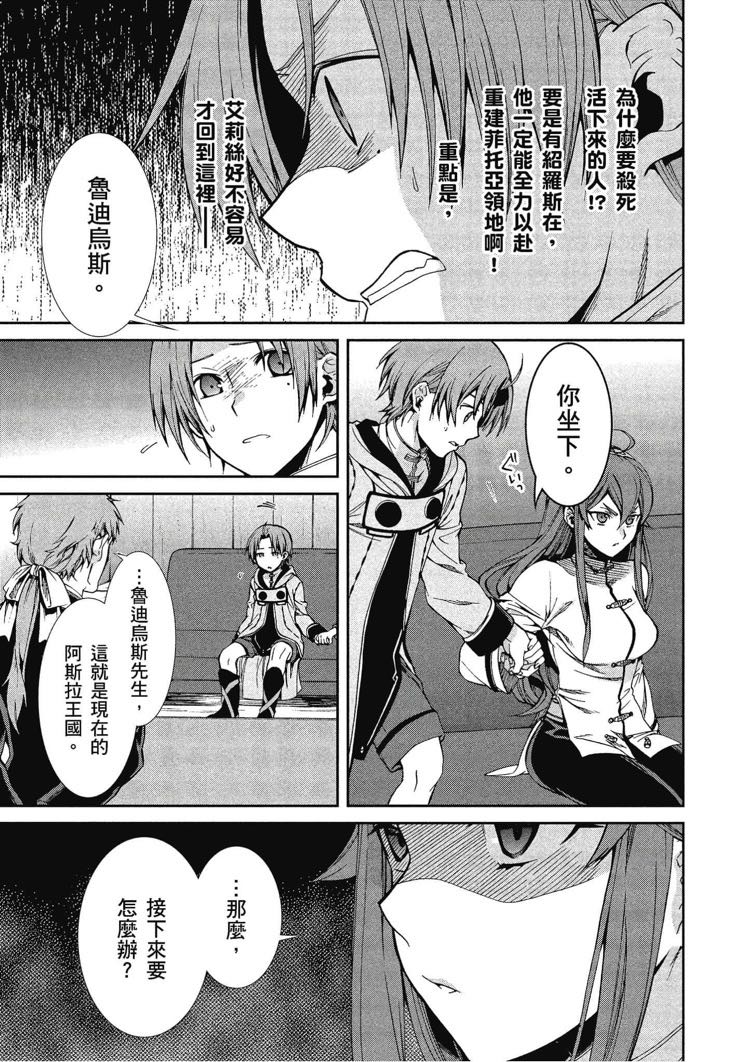 為什麼要殺死
活下來的人!?
要是有紹羅斯在，
他一定能全力以赴
重建菲托亞領地啊！
重點是，
艾莉絲好不容易
才回到這裡——
魯迪烏斯。
你坐下。
ぐいっ
…魯迪烏斯先生，
這就是現在的
阿斯拉王國。
…那麼，
接下來要
怎麼辦？